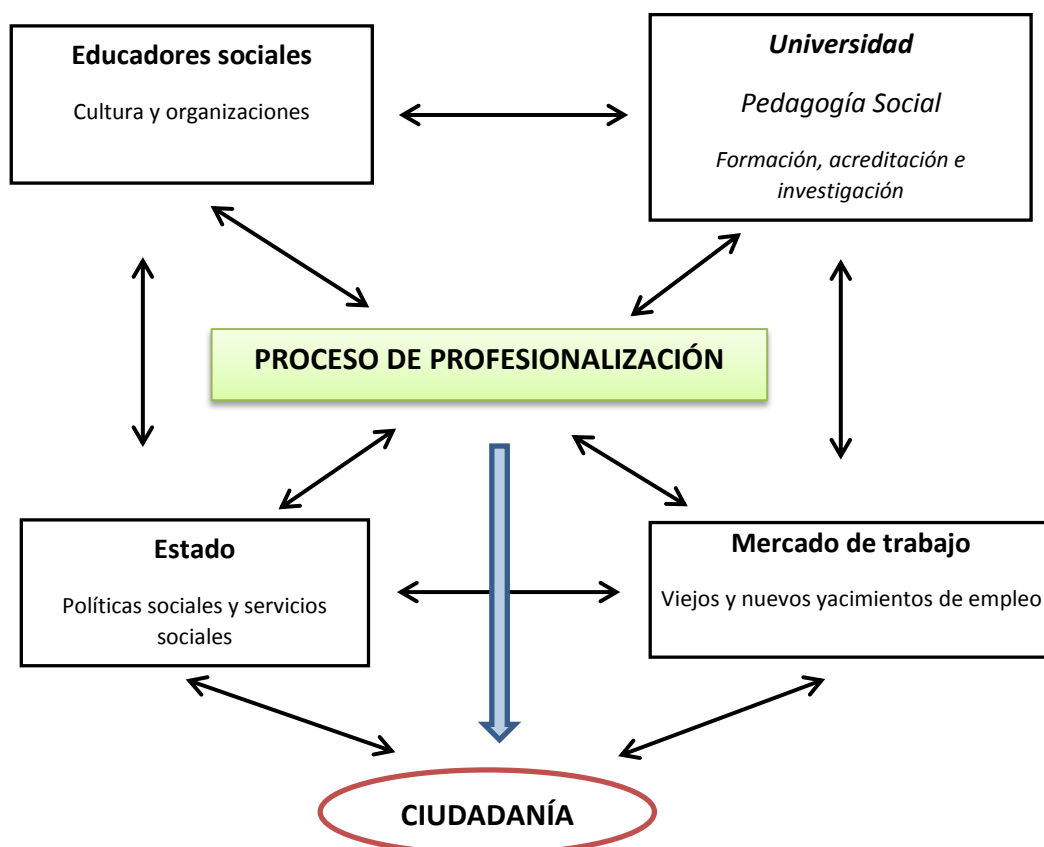 Educadores sociales
Cultura y organizaciones
Universidad
Pedagogía Social
Formación, acreditación e
investigación
PROCESO DE PROFESIONALIZACIÓN
Estado
Políticas sociales y servicios
sociales
Mercado de trabajo
Viejos y nuevos yacimientos de empleo
CIUDADANÍA